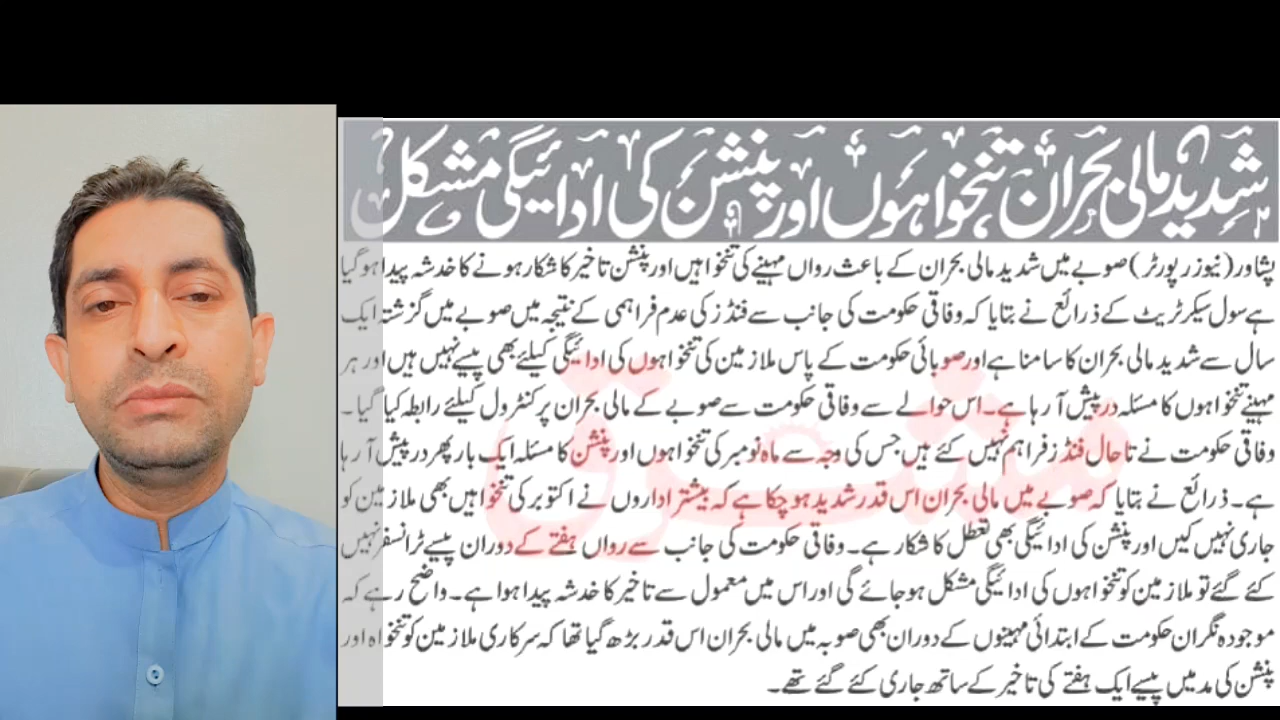 شدید مالی بحران تنخواہوں اور پنشن کی ادائیگی مشکل
پشاور (نیوز رپورٹر) صوبے میں شدید مالی بحران کے باعث رواں مہینے کی تنخواہیں اور پنشن تاخیر کا شکار ہونے کا خدشہ پیدا ہو گیا
ہے سول سیکرٹریٹ کے ذرائع نے بتایا کہ وفاقی حکومت کی جانب سے فنڈز کی عدم فراہمی کے نتیجہ میں صوبے میں گزشتہ ایک
سال سے شدید مالی بحران کا سامنا ہے اور صوبائی حکومت کے پاس ملازمین کی تنخواہوں کی ادائیگی کیلئے بھی پیسے نہیں ہیں اور ہر
مہینے تنخواہوں کا مسئلہ درپیش آ رہا ہے۔ اس حوالے سے وفاقی حکومت سے صوبے کے مالی بحران پر کنٹرول کیلئے رابطہ کیا گیا۔
وفاقی حکومت نے تاحال فنڈز فراہم نہیں کئے ہیں جس کی وجہ سے ماہ نومبر کی تنخواہوں اور پنشن کا مسئلہ ایک بار پھر درپیش آ رہا
ہے۔ ذرائع نے بتایا کہ صوبے میں مالی بحران اس قدر شدید ہو چکا ہے کہ بیشتر اداروں نے اکتوبر کی تنخواہیں بھی ملازمین کو
جاری نہیں کیں اور پنشن کی ادائیگی بھی تعطل کا شکار ہے۔ وفاقی حکومت کی جانب سے رواں ہفتے کے دوران پیسے ٹرانسفر نہیں
کئے گئے تو ملازمین کو تنخواہوں کی ادائیگی مشکل ہو جائے گی اور اس میں معمول سے تاخیر کا خدشہ پیدا ہوا ہے۔ واضح رہے کہ
موجودہ نگران حکومت کے ابتدائی مہینوں کے دوران بھی صوبہ میں مالی بحران اس قدر بڑھ گیا تھا کہ سرکاری ملازمین کو تنخواہ اور
پنشن کی مد میں پیسے ایک ہفتے کی تاخیر کے ساتھ جاری کئے گئے تھے۔
مشرق